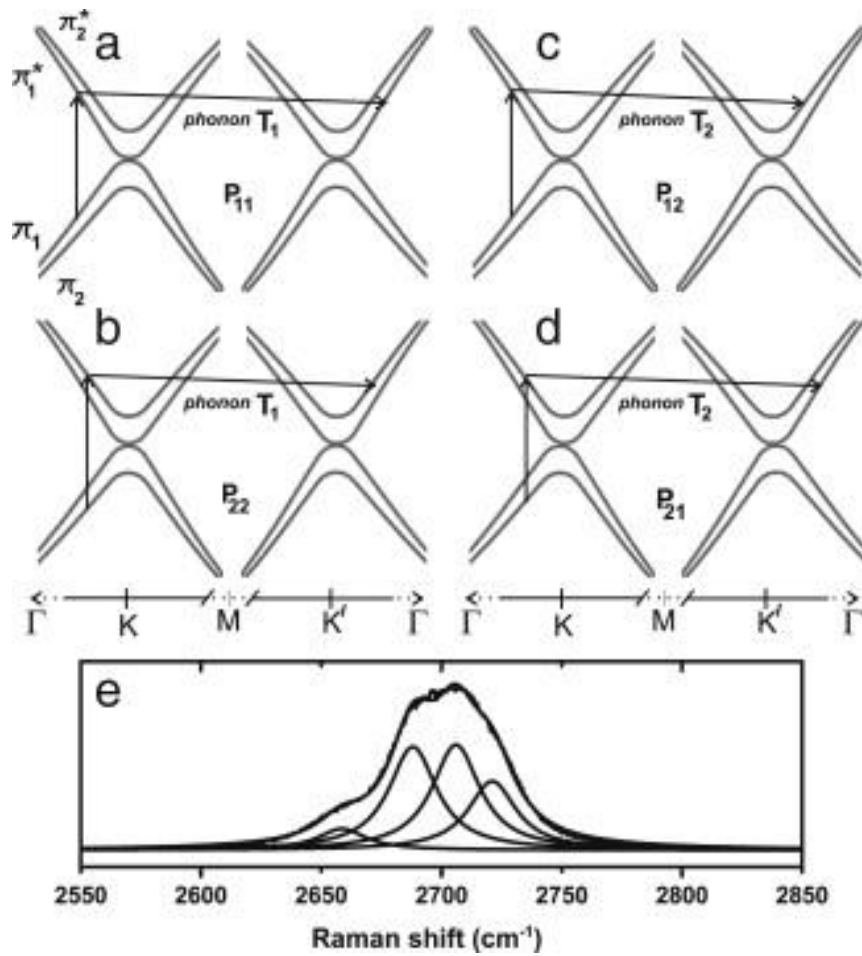 a
π₂*
π₁*
phonon T₁
P₁₁
π₁
π₂
c
phonon T₂
P₁₂
b
phonon T₁
P₂₂
d
phonon T₂
P₂₁
Γ K M K′ Γ
Γ K M K′ Γ
e
2550 2600 2650 2700 2750 2800 2850
Raman shift (cm⁻¹)